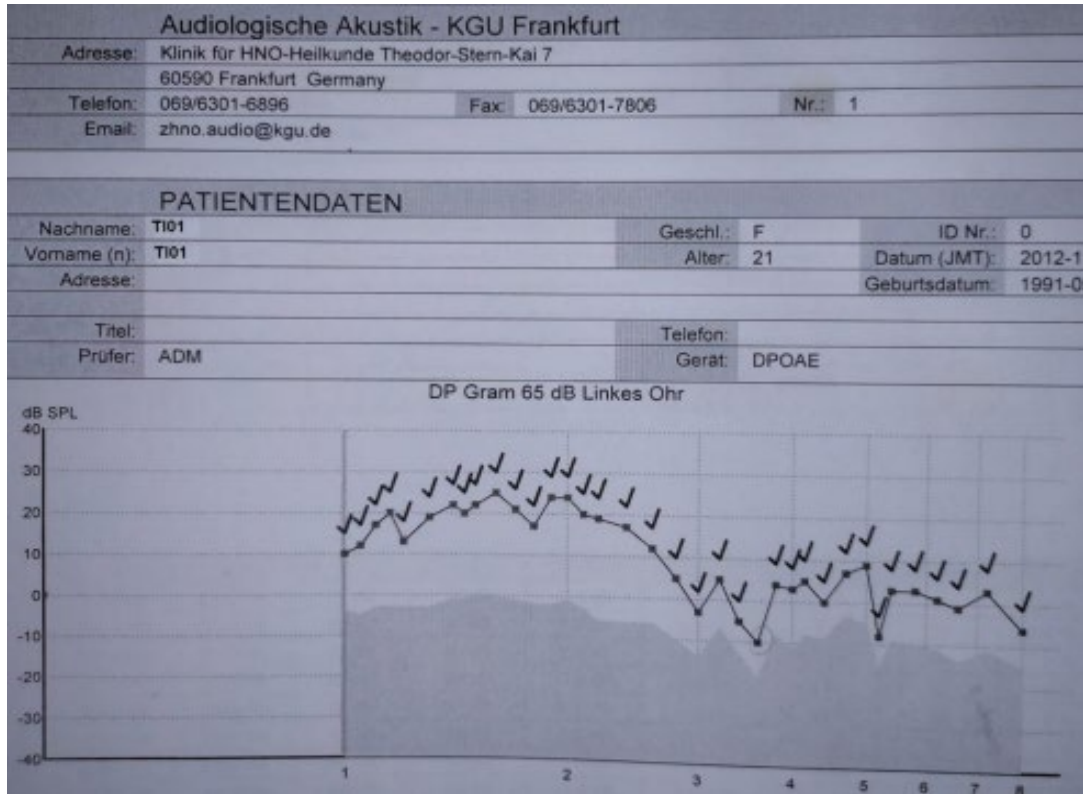 Audiologische Akustik - KGU Frankfurt
Adresse: Klinik für HNO-Heilkunde Theodor-Stern-Kai 7
60590 Frankfurt Germany
Telefon: 069/6301-6896 Fax: 069/6301-7806 Nr.: 1
Email: zhno.audio@kgu.de
PATIENTENDATEN
Nachname: TI01 Geschl.: F ID Nr.: 0
Vorname (n): TI01 Alter: 21 Datum (JMT): 2012-1
Adresse: Geburtsdatum: 1991-0
Titel: Telefon:
Prüfer: ADM Gerät: DPOAE
DP Gram 65 dB Linkes Ohr
dB SPL
40
30
20
10
0
-10
-20
-30
-40
1 2 3 4 5 6 7 8